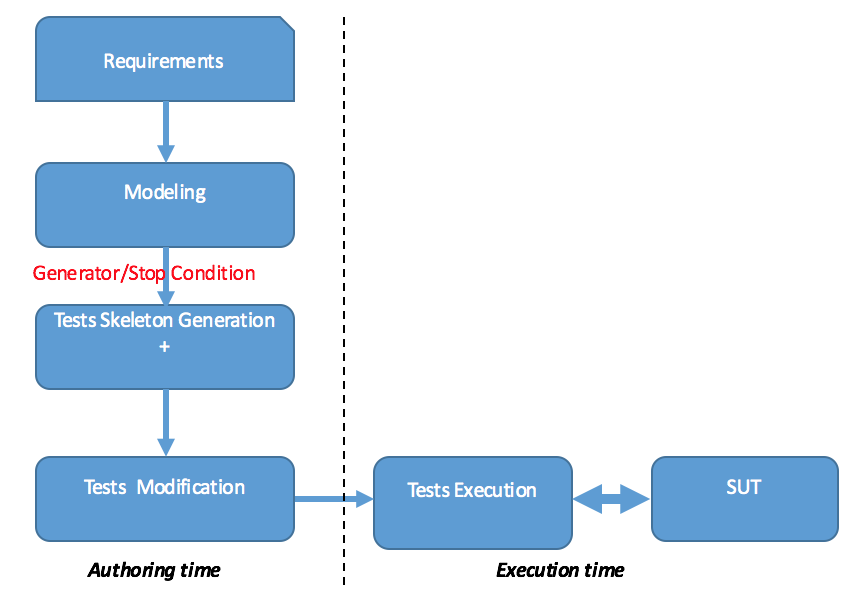 Requirements
Modeling
Generator/Stop Condition
Tests Skeleton Generation
+
Tests Modification
Tests Execution
SUT
Authoring time
Execution time